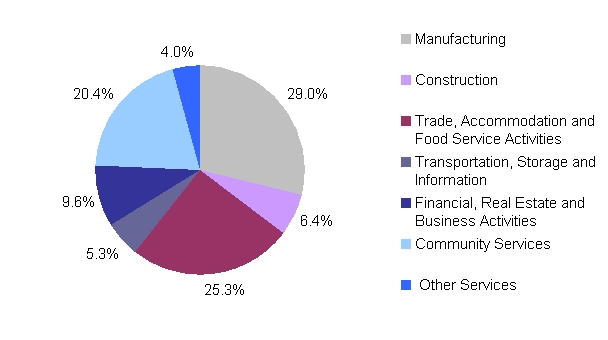 4.0%
29.0%
20.4%
9.6%
6.4%
5.3%
25.3%
Manufacturing
Construction
Trade, Accommodation and
Food Service Activities
Transportation, Storage and
Information
Financial, Real Estate and
Business Activities
Community Services
Other Services